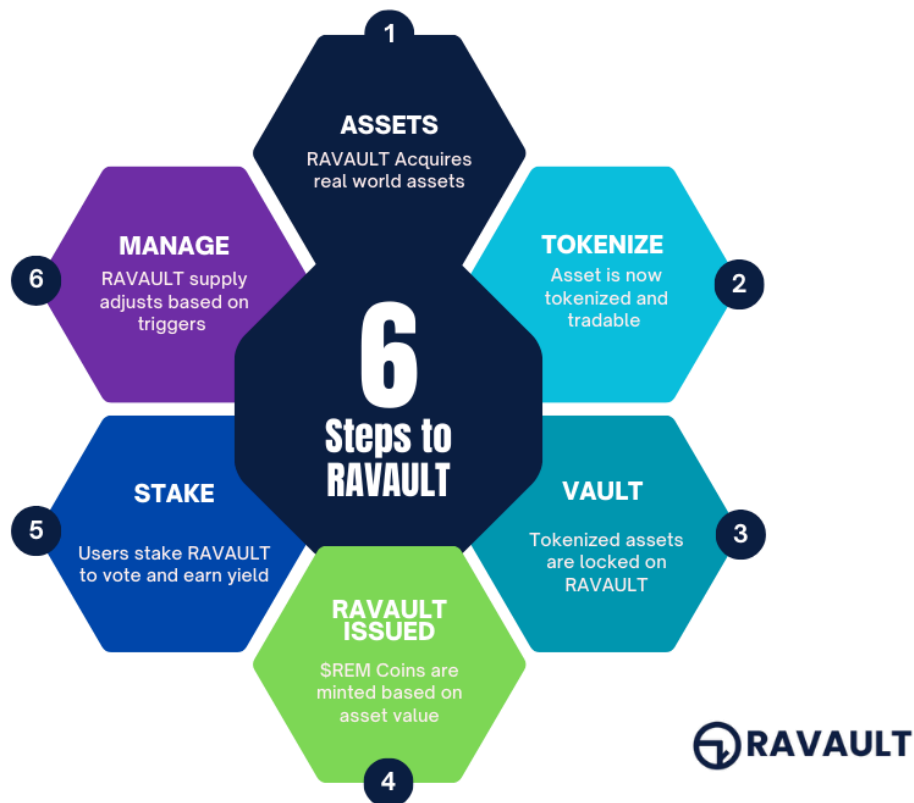 1
ASSETS
RAVAULT Acquires
real world assets
2
TOKENIZE
Asset is now
tokenized and
tradable
3
VAULT
Tokenized assets
are locked on
RAVAULT
4
RAVAULT
ISSUED
$REM Coins are
minted based on
asset value
5
STAKE
Users stake RAVAULT
to vote and earn yield
6
MANAGE
RAVAULT supply
adjusts based on
triggers
6
Steps to
RAVAULT
RAVAULT